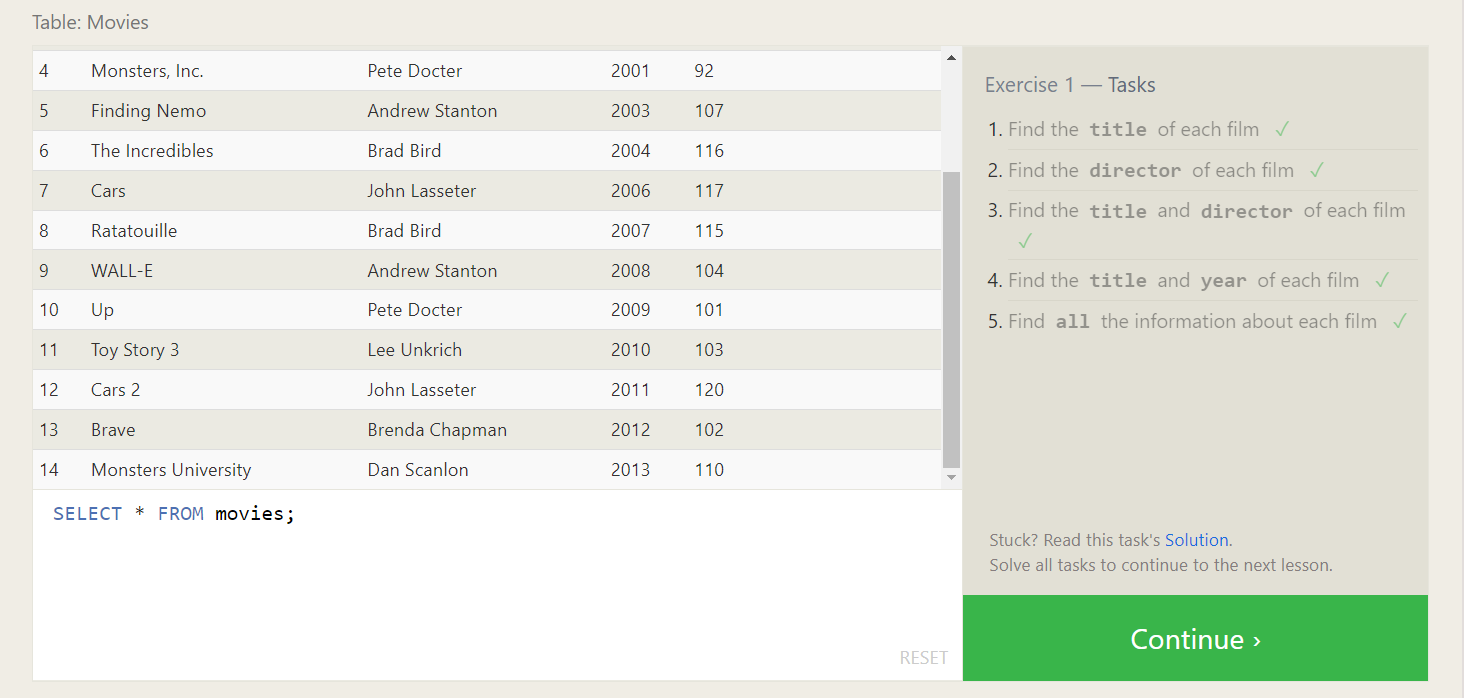 Table: Movies
4 Monsters, Inc. Pete Docter 2001 92
5 Finding Nemo Andrew Stanton 2003 107
6 The Incredibles Brad Bird 2004 116
7 Cars John Lasseter 2006 117
8 Ratatouille Brad Bird 2007 115
9 WALL-E Andrew Stanton 2008 104
10 Up Pete Docter 2009 101
11 Toy Story 3 Lee Unkrich 2010 103
12 Cars 2 John Lasseter 2011 120
13 Brave Brenda Chapman 2012 102
14 Monsters University Dan Scanlon 2013 110
SELECT * FROM movies;
RESET
Exercise 1 — Tasks
1. Find the title of each film ✓
2. Find the director of each film ✓
3. Find the title and director of each film
✓
4. Find the title and year of each film ✓
5. Find all the information about each film ✓
Stuck? Read this task's Solution.
Solve all tasks to continue to the next lesson.
Continue ›